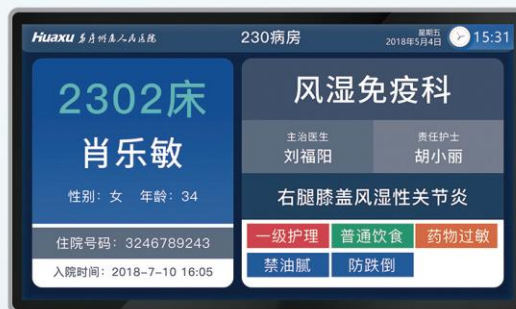 Huaxu
人民医院
230病房
星期五
2018年5月4日
15:31
2302床
肖乐敏
性别：女 年龄：34
住院号码：3246789243
入院时间：2018-7-10 16:05
风湿免疫科
主治医生
刘福阳
责任护士
胡小丽
右腿膝盖风湿性关节炎
一级护理
普通饮食
药物过敏
禁油腻
防跌倒